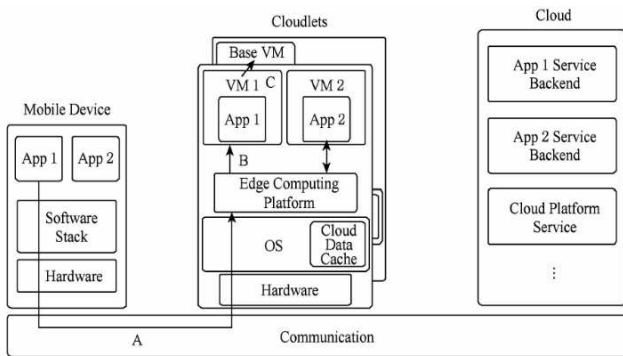 Cloudlets
Cloud
Base VM
VM 1
C
VM 2
App 1
App 2
B
Edge Computing
Platform
OS
Cloud
Data
Cache
Hardware
Mobile Device
App 1
App 2
Software
Stack
Hardware
App 1 Service
Backend
App 2 Service
Backend
Cloud Platform
Service
⋮
A
Communication